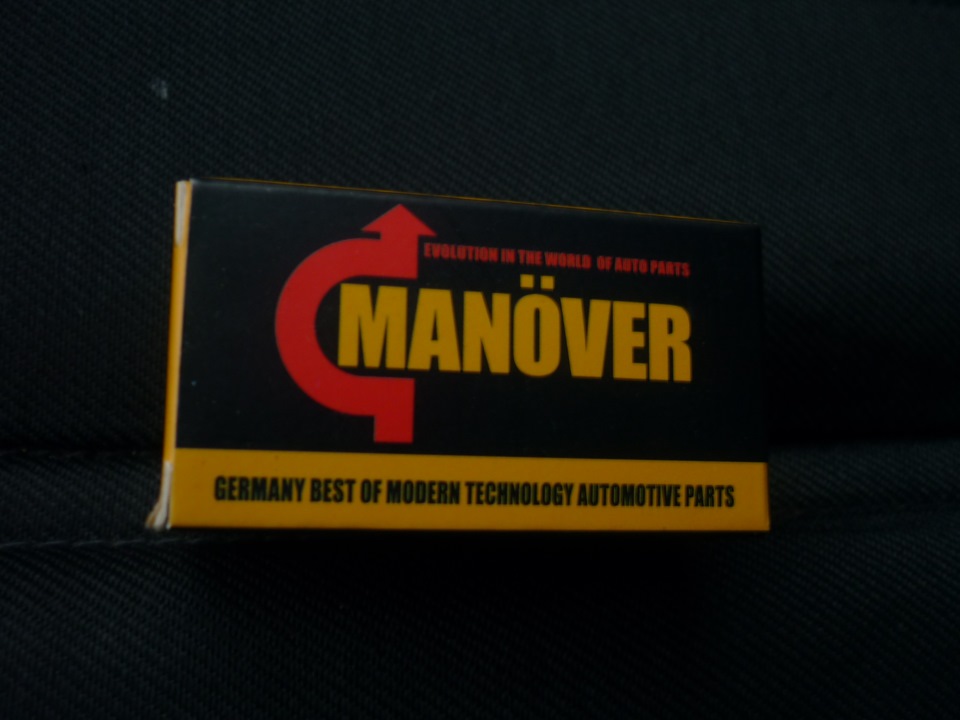 EVOLUTION IN THE WORLD OF AUTO PARTS
MANÖVER
GERMANY BEST OF MODERN TECHNOLOGY AUTOMOTIVE PARTS